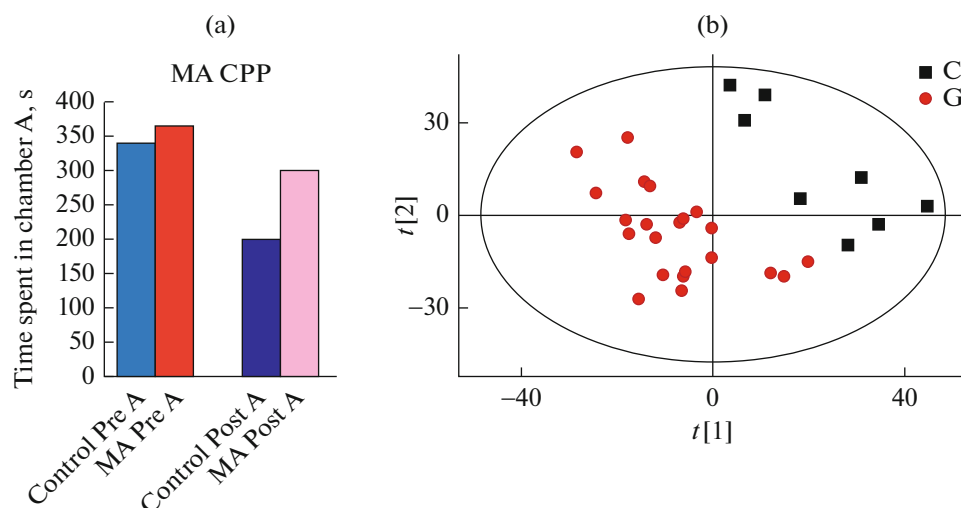 (a)
MA CPP
Time spent in chamber A, s
400
350
300
250
200
150
100
50
0
Control Pre A
MA Pre A
Control Post A
MA Post A
(b)
C
G
t[2]
30
0
−30
−40
0
40
t[1]